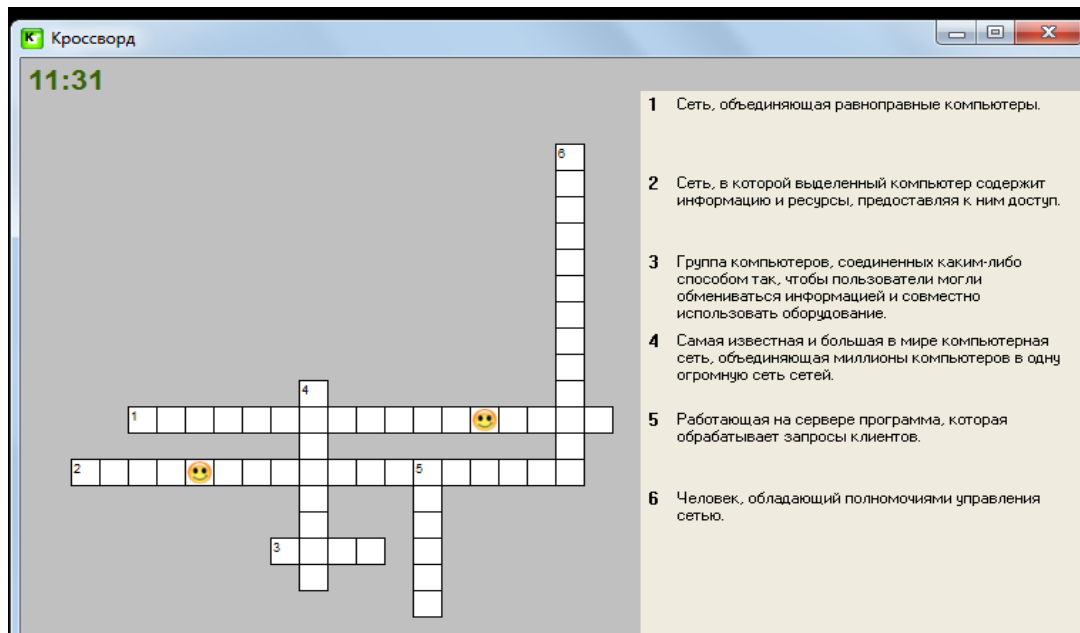 Кроссворд
11:31
1 Сеть, объединяющая равноправные компьютеры.
2 Сеть, в которой выделенный компьютер содержит
информацию и ресурсы, предоставляя к ним доступ.
3 Группа компьютеров, соединенных каким-либо
способом так, чтобы пользователи могли
обмениваться информацией и совместно
использовать оборудование.
4 Самая известная и большая в мире компьютерная
сеть, объединяющая миллионы компьютеров в одну
огромную сеть сетей.
5 Работающая на сервере программа, которая
обрабатывает запросы клиентов.
6 Человек, обладающий полномочиями управления
сетью.
6
4
1
2
5
3